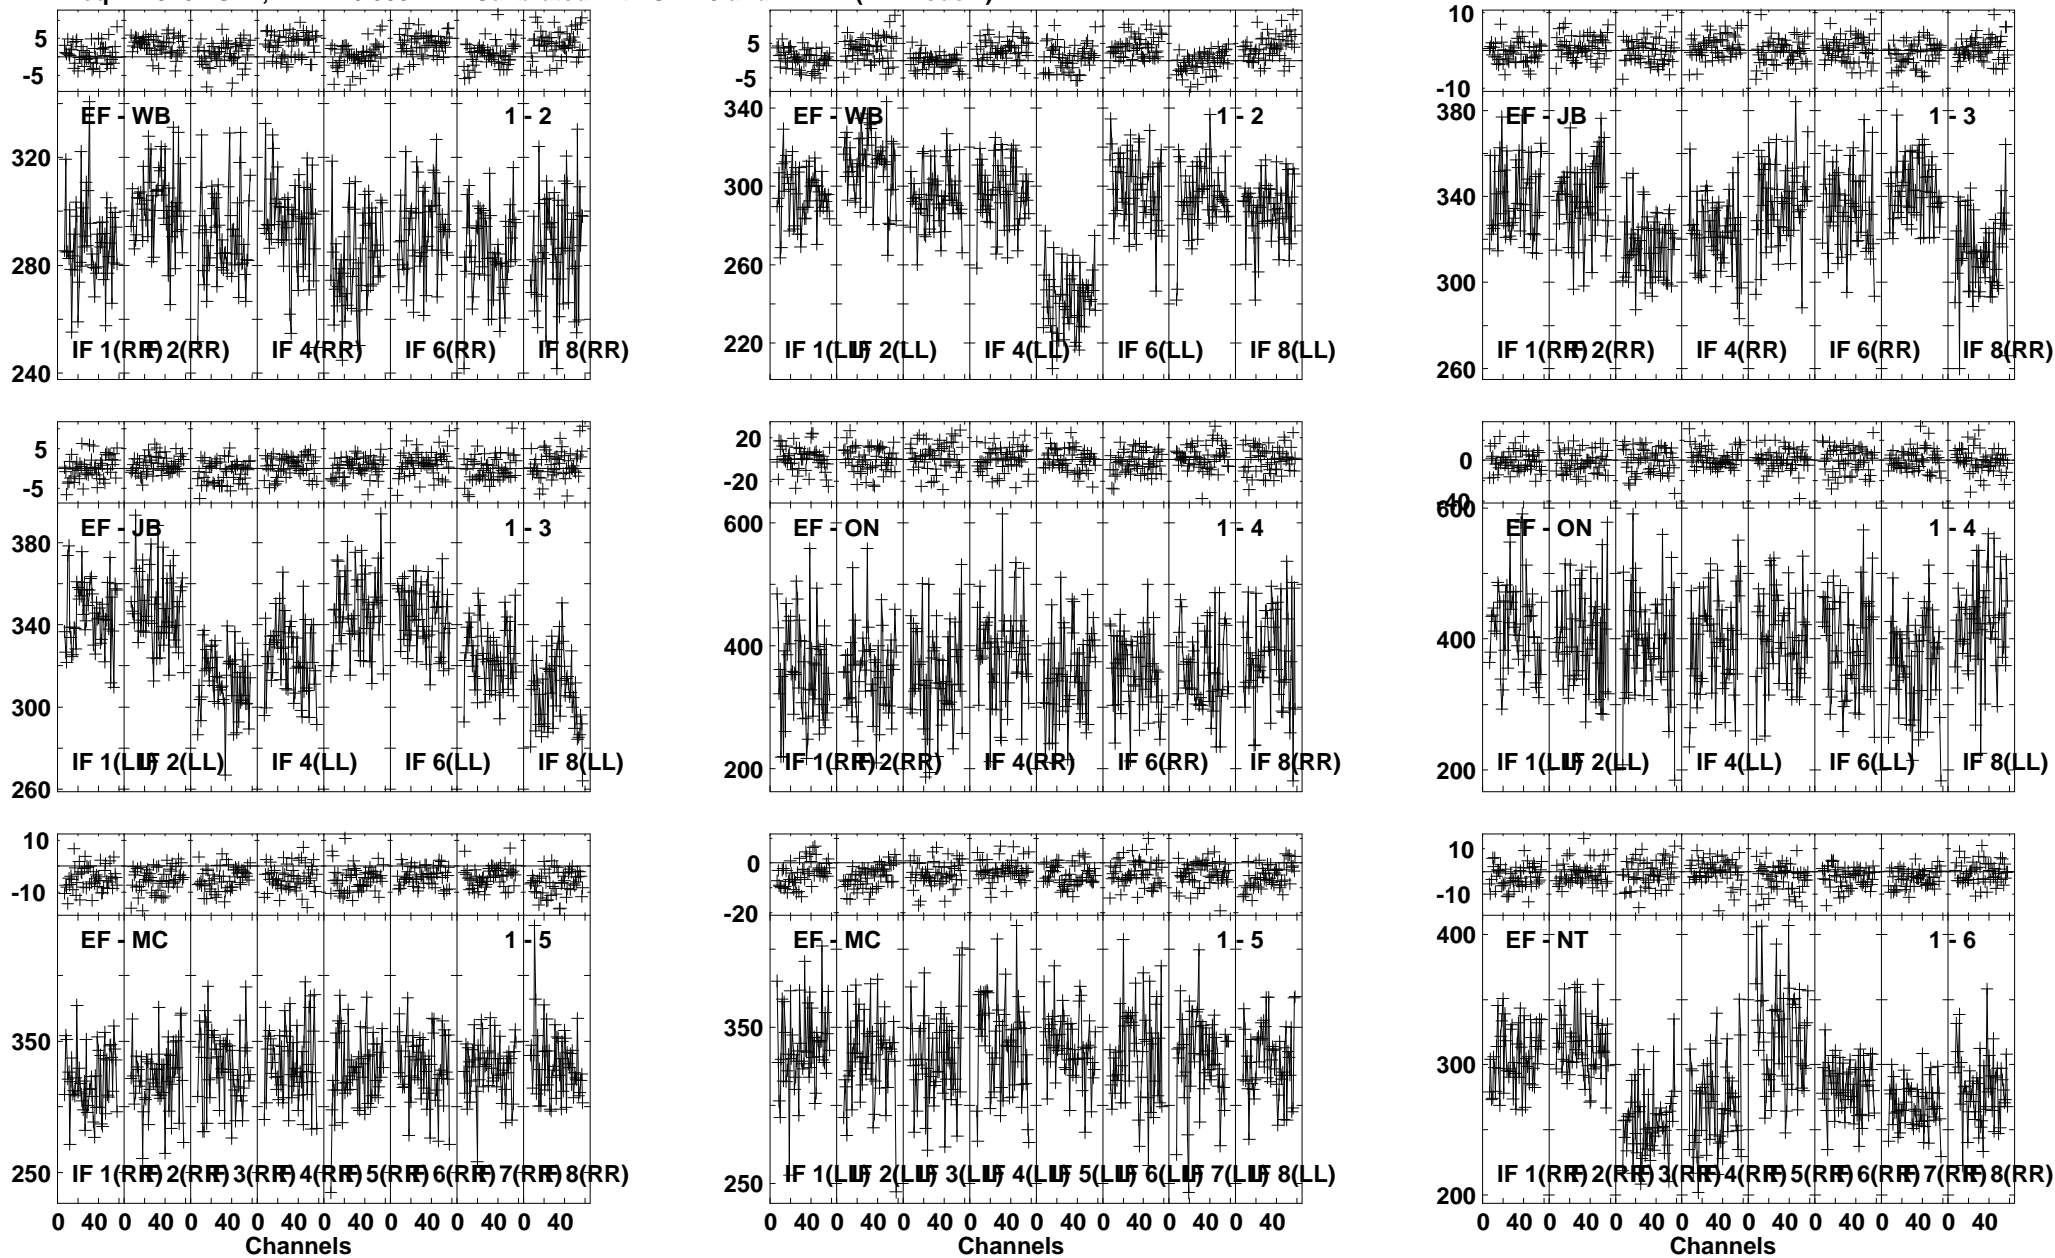 5
-5
EF - WB 1 - 2
320
280
240
IF 1(RR) IF 2(RR) IF 4(RR) IF 6(RR) IF 8(RR)
5
-5
340
EF - WB 1 - 2
300
260
220
IF 1(LL) IF 2(LL) IF 4(LL) IF 6(LL) IF 8(LL)
10
-10
380
EF - JB 1 - 3
340
300
260
IF 1(RR) IF 2(RR) IF 4(RR) IF 6(RR) IF 8(RR)
5
-5
EF - JB 1 - 3
380
340
300
260
IF 1(LL) IF 2(LL) IF 4(LL) IF 6(LL) IF 8(LL)
20
-20
600
EF - ON 1 - 4
400
200
IF 1(RR) IF 2(RR) IF 4(RR) IF 6(RR) IF 8(RR)
0
-40
600
EF - ON 1 - 4
400
200
IF 1(LL) IF 2(LL) IF 4(LL) IF 6(LL) IF 8(LL)
10
-10
EF - MC 1 - 5
350
250
IF 1(RR) IF 2(RR) IF 3(RR) IF 4(RR) IF 5(RR) IF 6(RR) IF 7(RR) IF 8(RR)
0 40 0 40 0 40 0 40 0 40 0 40 0 40 0 40
Channels
0
-20
EF - MC 1 - 5
350
250
IF 1(LL) IF 2(LL) IF 3(LL) IF 4(LL) IF 5(LL) IF 6(LL) IF 7(LL) IF 8(LL)
0 40 0 40 0 40 0 40 0 40 0 40 0 40 0 40
Channels
10
-10
400
EF - NT 1 - 6
300
200
IF 1(RR) IF 2(RR) IF 3(RR) IF 4(RR) IF 5(RR) IF 6(RR) IF 7(RR) IF 8(RR)
0 40 0 40 0 40 0 40 0 40 0 40 0 40 0 40
Channels